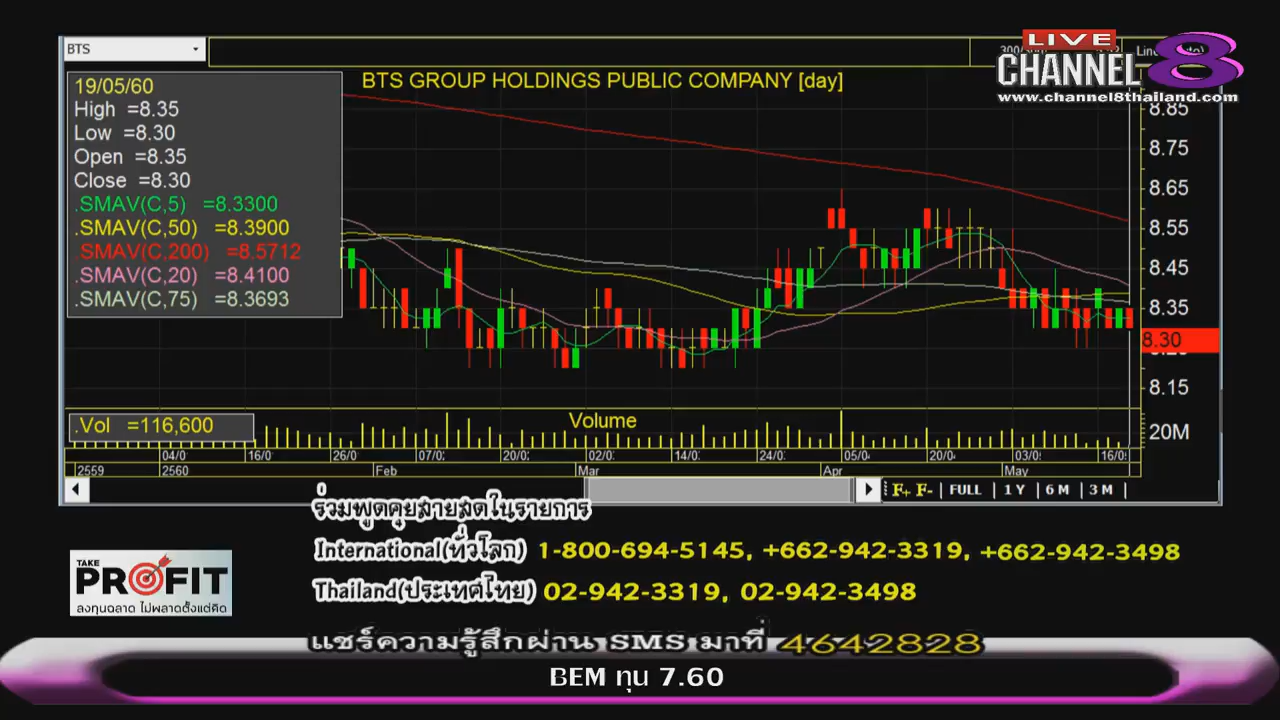 BTS
LIVE
CHANNEL 8
www.channel8thailand.com
BTS GROUP HOLDINGS PUBLIC COMPANY [day]
19/05/60
High =8.35
Low =8.30
Open =8.35
Close =8.30
.SMAV(C,5) =8.3300
.SMAV(C,50) =8.3900
.SMAV(C,200) =8.5712
.SMAV(C,20) =8.4100
.SMAV(C,75) =8.3693
8.85
8.75
8.65
8.55
8.45
8.35
8.30
8.15
.Vol =116,600
Volume
20M
04/0 16/0 26/0 07/0 20/0 02/0 14/0 24/0 05/0 20/0 03/0 16/0
2559 2560 Feb Mar Apr May
F+ F- FULL 1 Y 6 M 3 M
0
ร่วมพูดคุยสายสดในรายการ
International(ทั่วโลก) 1-800-694-5145, +662-942-3319, +662-942-3498
Thailand(ประเทศไทย) 02-942-3319, 02-942-3498
TAKE
PROFIT
ลงทุนฉลาด ไม่พลาดตั้งแต่คิด
แชร์ความรู้สึกผ่าน SMS มาที่ 4642828
BEM ทุน 7.60